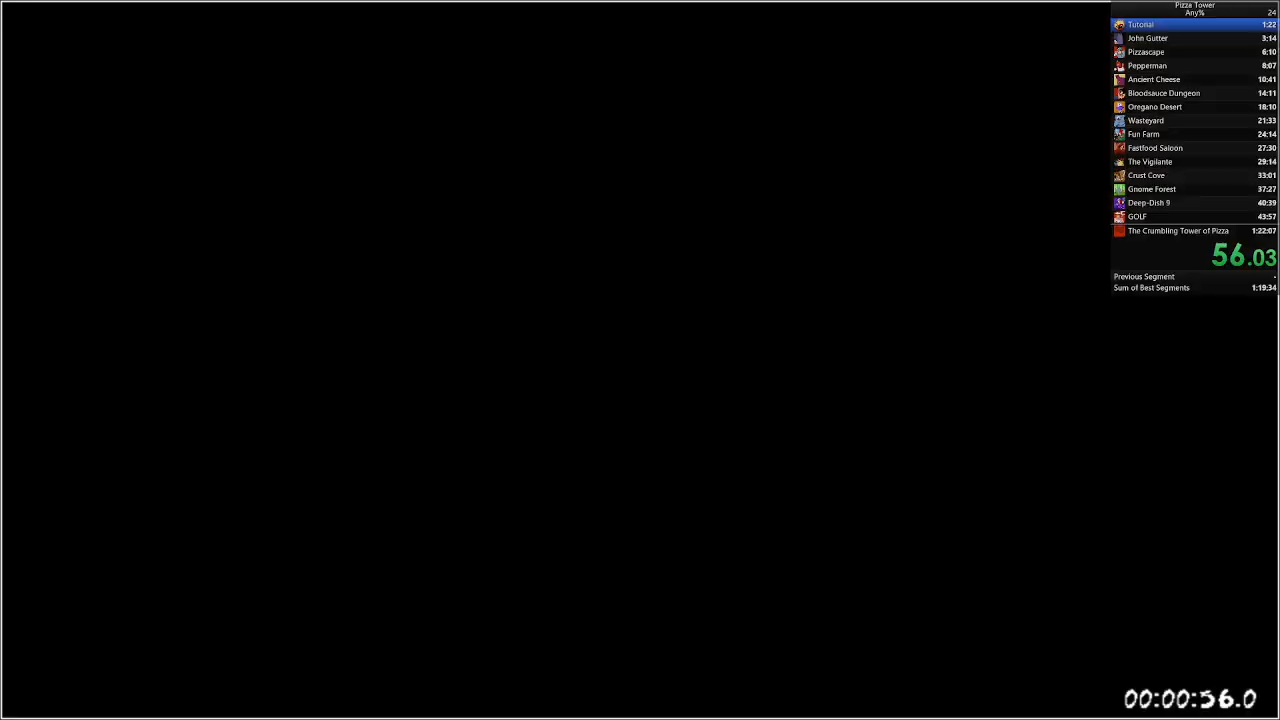 Pizza Tower
Any% 24
Tutorial 1:22
John Gutter 3:14
Pizzascape 6:10
Pepperman 8:07
Ancient Cheese 10:41
Bloodsauce Dungeon 14:11
Oregano Desert 18:10
Wasteyard 21:33
Fun Farm 24:14
Fastfood Saloon 27:30
The Vigilante 29:14
Crust Cove 33:01
Gnome Forest 37:27
Deep-Dish 9 40:39
GOLF 43:57
The Crumbling Tower of Pizza 1:22:07
56.03
Previous Segment -
Sum of Best Segments 1:19:34
00:00:56.0